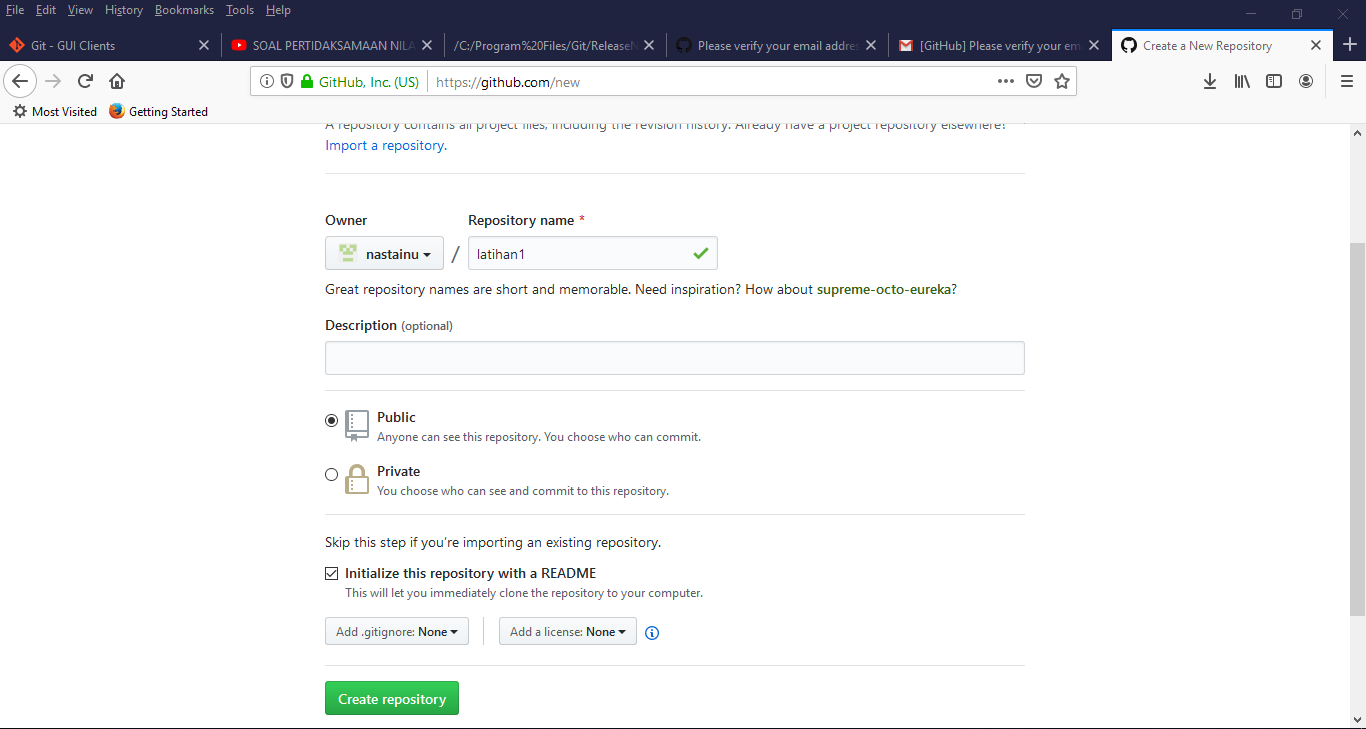 File Edit View History Bookmarks Tools Help
Git - GUI Clients
SOAL PERTIDAKSAMAAN NILA
/C:/Program%20Files/Git/ReleaseN
Please verify your email addres
[GitHub] Please verify your em
Create a New Repository
GitHub, Inc. (US) https://github.com/new
Most Visited Getting Started
A repository contains all project files, including the revision history. Already have a project repository elsewhere?
Import a repository.
Owner Repository name *
nastainu / latihan1
Great repository names are short and memorable. Need inspiration? How about supreme-octo-eureka?
Description (optional)
Public
Anyone can see this repository. You choose who can commit.
Private
You choose who can see and commit to this repository.
Skip this step if you're importing an existing repository.
Initialize this repository with a README
This will let you immediately clone the repository to your computer.
Add .gitignore: None Add a license: None
Create repository